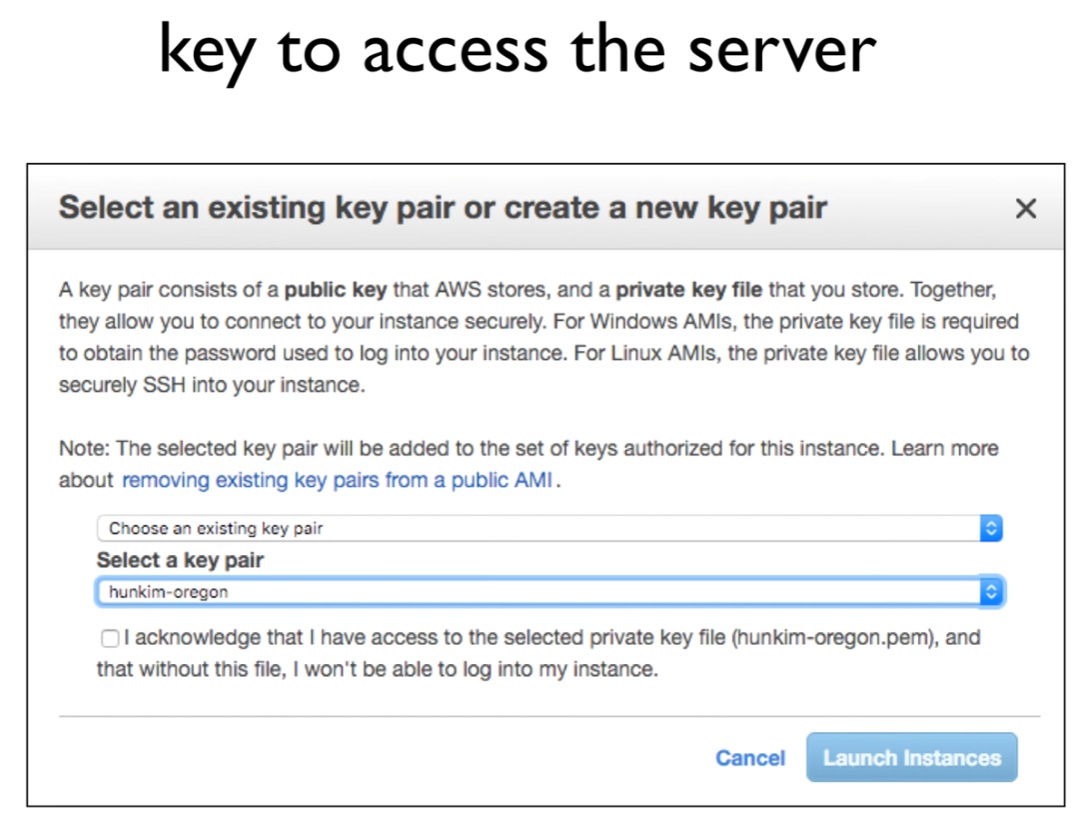 key to access the server
Select an existing key pair or create a new key pair
A key pair consists of a public key that AWS stores, and a private key file that you store. Together,
they allow you to connect to your instance securely. For Windows AMIs, the private key file is required
to obtain the password used to log into your instance. For Linux AMIs, the private key file allows you to
securely SSH into your instance.
Note: The selected key pair will be added to the set of keys authorized for this instance. Learn more
about removing existing key pairs from a public AMI.
Choose an existing key pair
Select a key pair
hunkim-oregon
I acknowledge that I have access to the selected private key file (hunkim-oregon.pem), and
that without this file, I won't be able to log into my instance.
Cancel Launch Instances